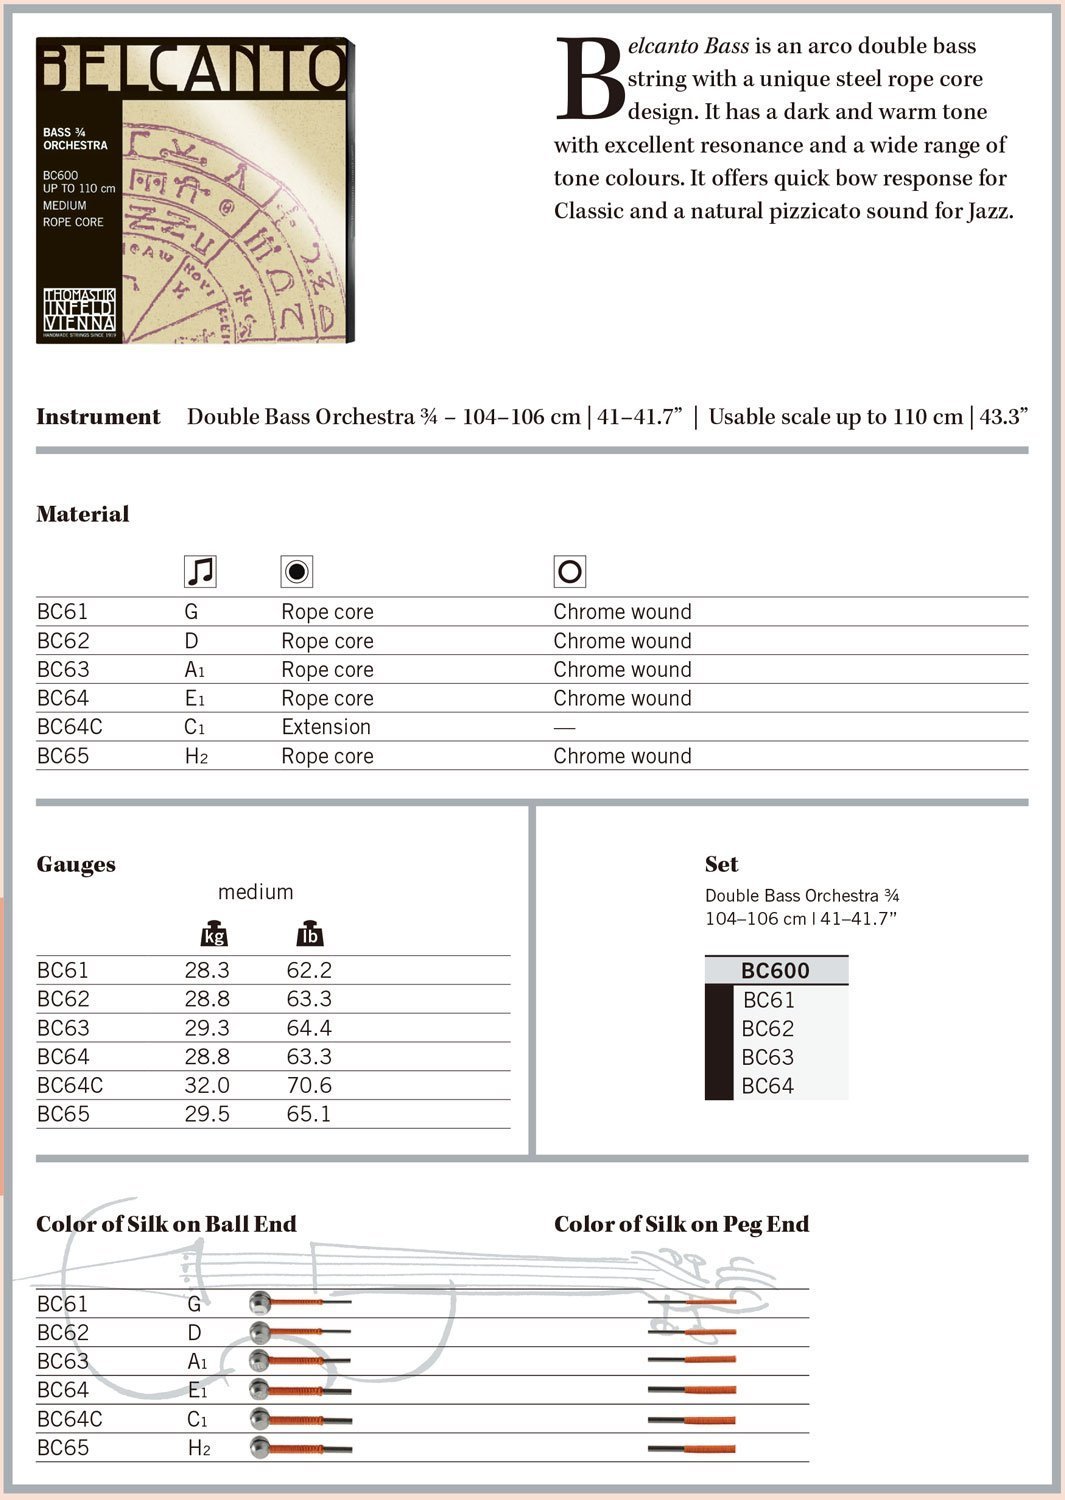 BELCANTO
BASS ¾
ORCHESTRA
BC600
UP TO 110 cm
MEDIUM
ROPE CORE
THOMASTIK
INFELD
VIENNA
HANDMADE STRINGS SINCE 1919
Belcanto Bass is an arco double bass
string with a unique steel rope core
design. It has a dark and warm tone
with excellent resonance and a wide range of
tone colours. It offers quick bow response for
Classic and a natural pizzicato sound for Jazz.
Instrument Double Bass Orchestra ¾ – 104–106 cm | 41–41.7” | Usable scale up to 110 cm | 43.3”
Material
BC61 G Rope core Chrome wound
BC62 D Rope core Chrome wound
BC63 A1 Rope core Chrome wound
BC64 E1 Rope core Chrome wound
BC64C C1 Extension —
BC65 H2 Rope core Chrome wound
Gauges
medium
kg lb
BC61 28.3 62.2
BC62 28.8 63.3
BC63 29.3 64.4
BC64 28.8 63.3
BC64C 32.0 70.6
BC65 29.5 65.1
Set
Double Bass Orchestra ¾
104–106 cm | 41–41.7”
BC600
BC61
BC62
BC63
BC64
Color of Silk on Ball End Color of Silk on Peg End
BC61 G
BC62 D
BC63 A1
BC64 E1
BC64C C1
BC65 H2